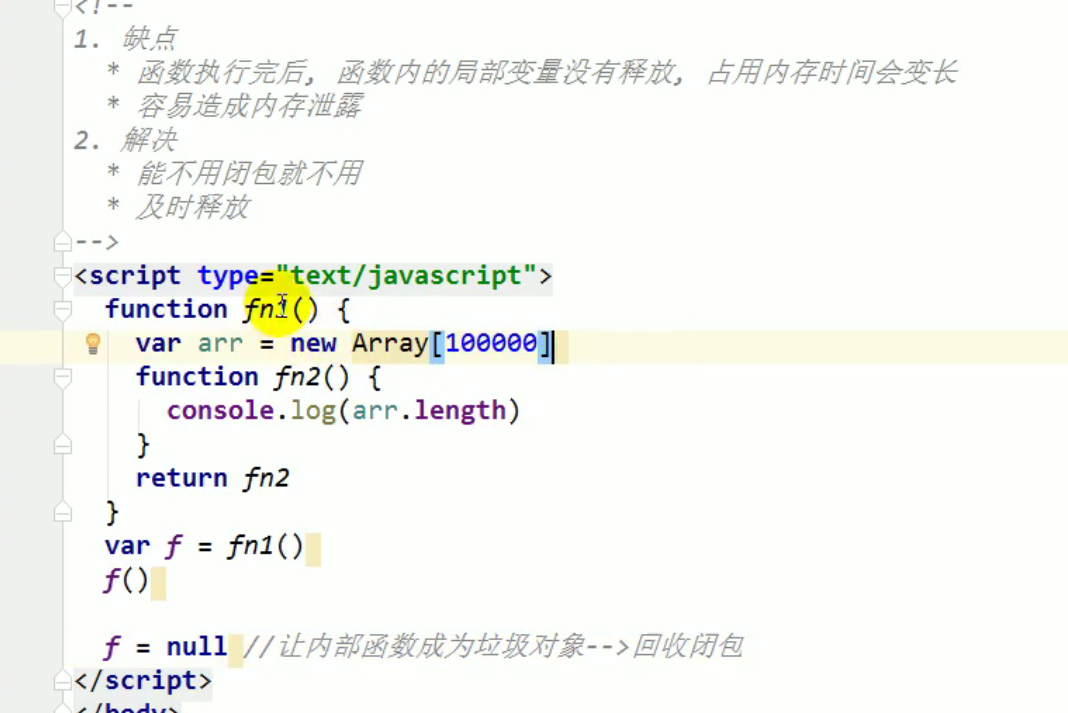 <!--
1. 缺点
* 函数执行完后, 函数内的局部变量没有释放, 占用内存时间会变长
* 容易造成内存泄露
2. 解决
* 能不用闭包就不用
* 及时释放
-->
<script type="text/javascript">
function fn1() {
var arr = new Array[100000]
function fn2() {
console.log(arr.length)
}
return fn2
}
var f = fn1()
f()
f = null //让内部函数成为垃圾对象-->回收闭包
</script>
</body>